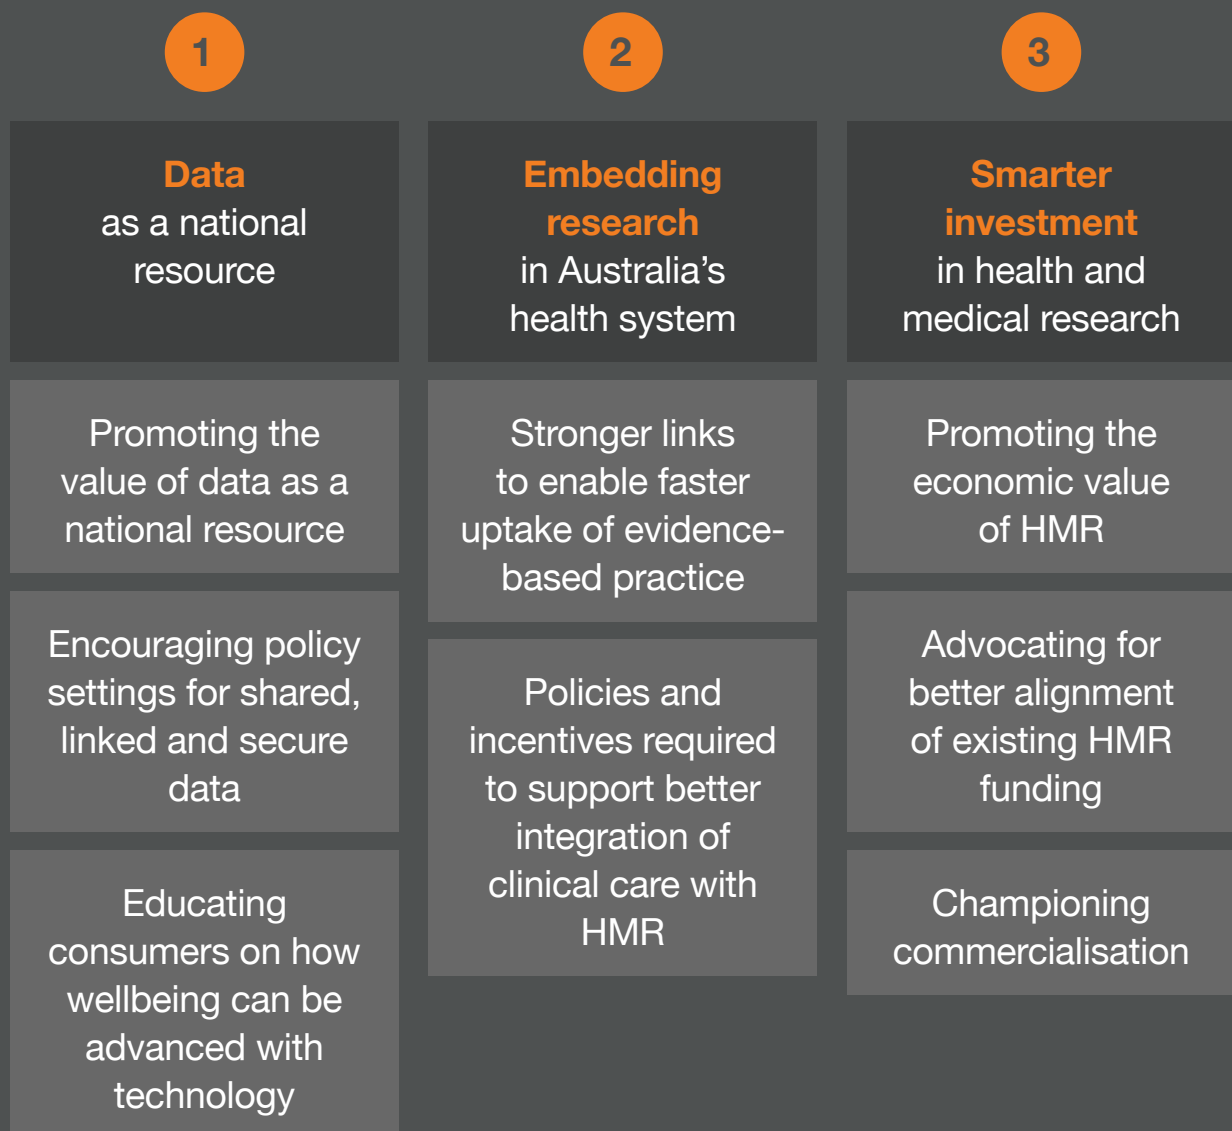 1
Data
as a national
resource
Promoting the
value of data as a
national resource
Encouraging policy
settings for shared,
linked and secure
data
Educating
consumers on how
wellbeing can be
advanced with
technology
2
Embedding
research
in Australia’s
health system
Stronger links
to enable faster
uptake of evidence-
based practice
Policies and
incentives required
to support better
integration of
clinical care with
HMR
3
Smarter
investment
in health and
medical research
Promoting the
economic value
of HMR
Advocating for
better alignment
of existing HMR
funding
Championing
commercialisation